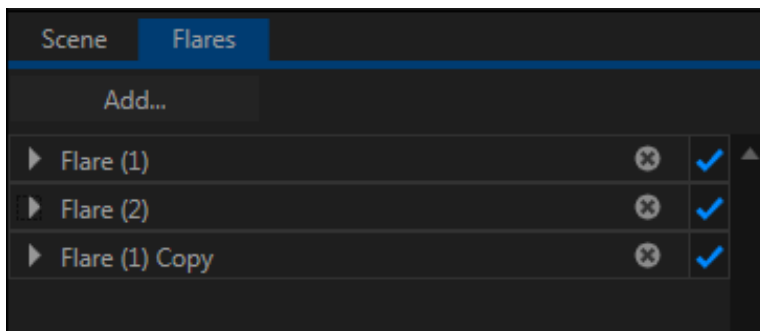 Scene Flares
Add...
Flare (1)
Flare (2)
Flare (1) Copy